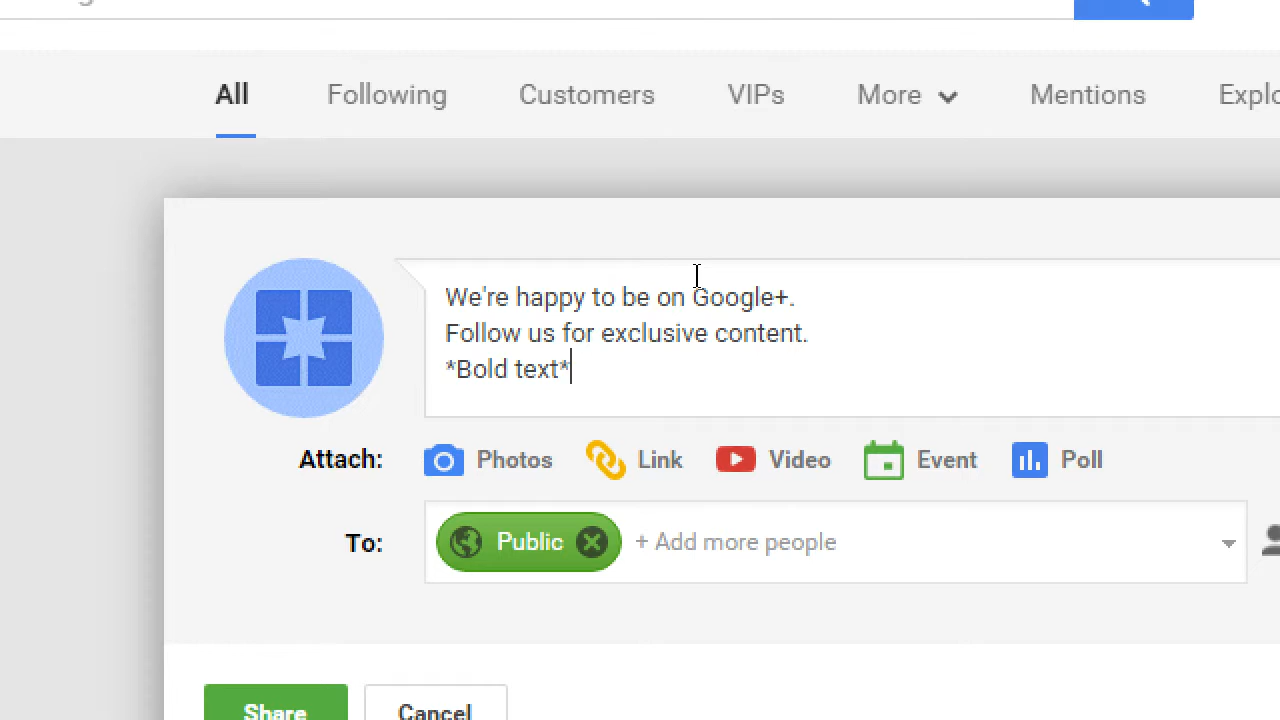 All Following Customers VIPs More Mentions
We're happy to be on Google+.
Follow us for exclusive content.
*Bold text*
Attach: Photos Link Video Event Poll
To: Public + Add more people
Share Cancel